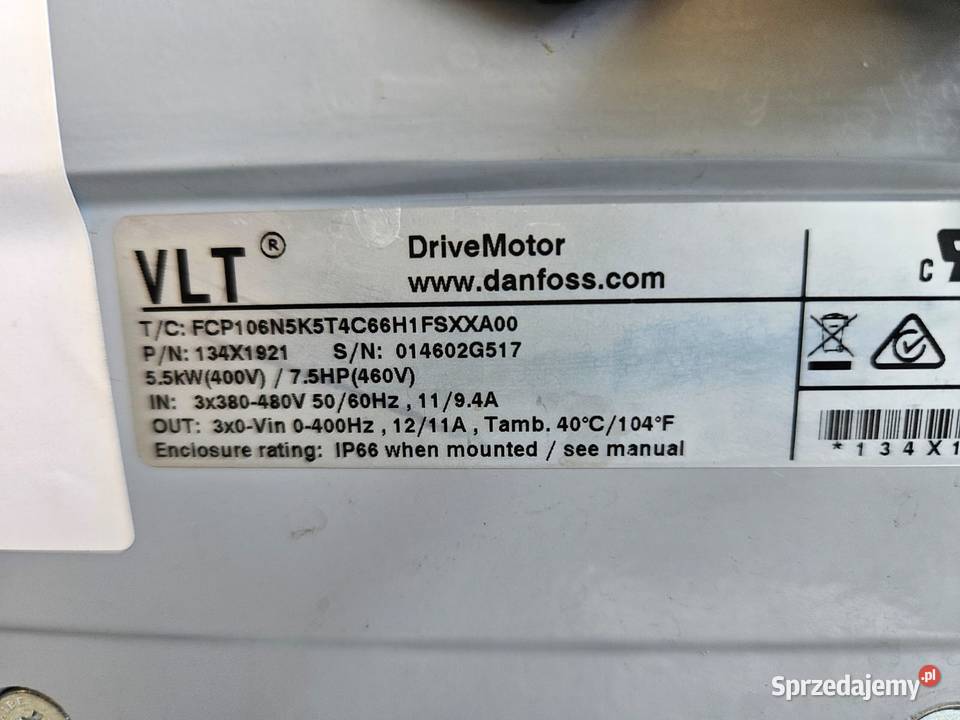 VLT ® DriveMotor
www.danfoss.com
T/C: FCP106N5K5T4C66H1FSXXA00
P/N: 134X1921 S/N: 014602G517
5.5kW(400V) / 7.5HP(460V)
IN: 3x380-480V 50/60Hz , 11/9.4A
OUT: 3x0-Vin 0-400Hz , 12/11A , Tamb. 40°C/104°F
Enclosure rating: IP66 when mounted / see manual
c
*134X1
Sprzedajemy.pl